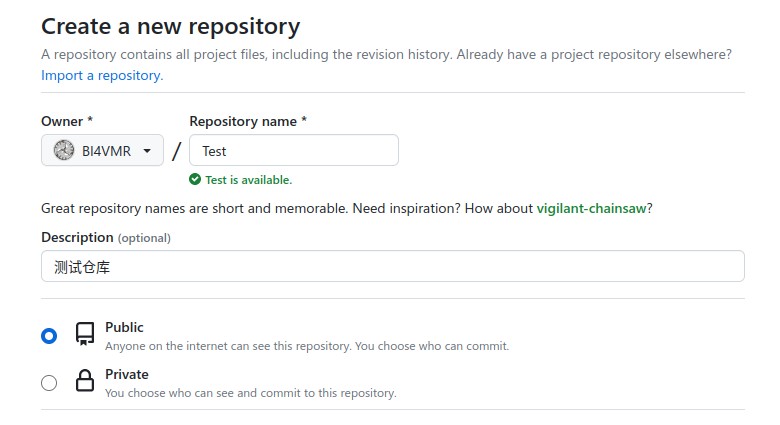 Create a new repository
A repository contains all project files, including the revision history. Already have a project repository elsewhere?
Import a repository.
Owner * Repository name *
BI4VMR / Test
Test is available.
Great repository names are short and memorable. Need inspiration? How about vigilant-chainsaw?
Description (optional)
测试仓库
Public
Anyone on the internet can see this repository. You choose who can commit.
Private
You choose who can see and commit to this repository.